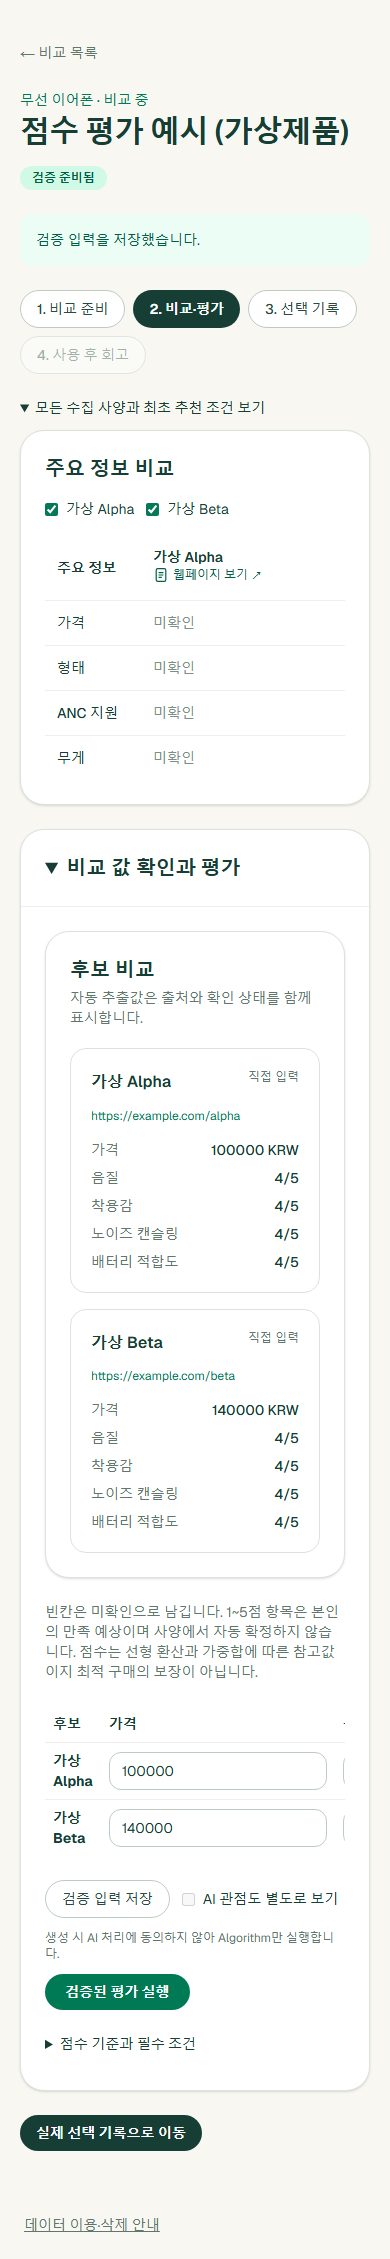 ← 비교 목록
무선 이어폰 · 비교 중
점수 평가 예시 (가상제품)
검증 준비됨
검증 입력을 저장했습니다.
1. 비교 준비
2. 비교·평가
3. 선택 기록
4. 사용 후 회고
▼ 모든 수집 사양과 최초 추천 조건 보기
주요 정보 비교
가상 Alpha
가상 Beta
주요 정보
가상 Alpha
웹페이지 보기 ↗
가격 미확인
형태 미확인
ANC 지원 미확인
무게 미확인
▼ 비교 값 확인과 평가
후보 비교
자동 추출값은 출처와 확인 상태를 함께
표시합니다.
가상 Alpha 직접 입력
https://example.com/alpha
가격 100000 KRW
음질 4/5
착용감 4/5
노이즈 캔슬링 4/5
배터리 적합도 4/5
가상 Beta 직접 입력
https://example.com/beta
가격 140000 KRW
음질 4/5
착용감 4/5
노이즈 캔슬링 4/5
배터리 적합도 4/5
빈칸은 미확인으로 남깁니다. 1~5점 항목은 본인
의 만족 예상이며 사양에서 자동 확정하지 않습
니다. 점수는 선형 환산과 가중합에 따른 참고값
이지 최적 구매의 보장이 아닙니다.
후보 가격
가상
Alpha
100000
가상
Beta
140000
검증 입력 저장
AI 관점도 별도로 보기
생성 시 AI 처리에 동의하지 않아 Algorithm만 실행합니
다.
검증된 평가 실행
▶ 점수 기준과 필수 조건
실제 선택 기록으로 이동
데이터 이용·삭제 안내